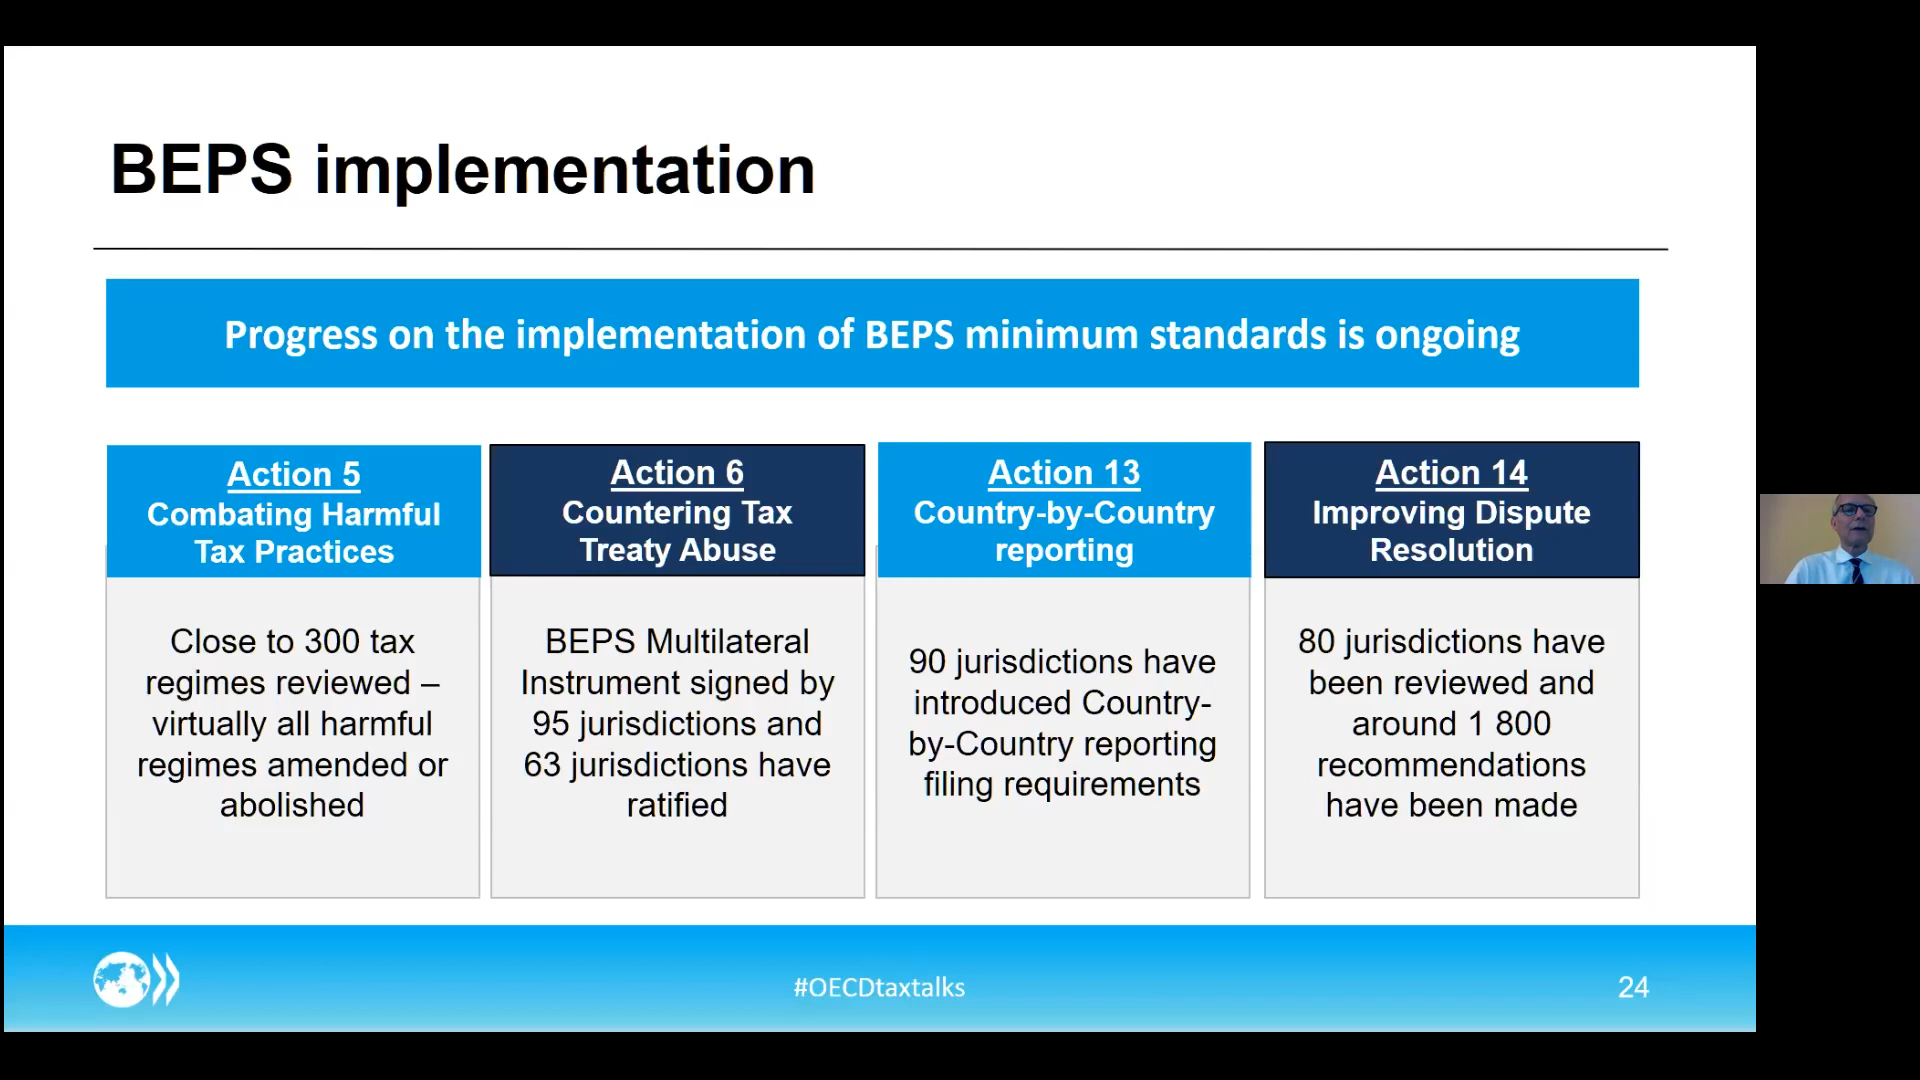 BEPS implementation
Progress on the implementation of BEPS minimum standards is ongoing
Action 5
Combating Harmful
Tax Practices
Close to 300 tax
regimes reviewed –
virtually all harmful
regimes amended or
abolished
Action 6
Countering Tax
Treaty Abuse
BEPS Multilateral
Instrument signed by
95 jurisdictions and
63 jurisdictions have
ratified
Action 13
Country-by-Country
reporting
90 jurisdictions have
introduced Country-
by-Country reporting
filing requirements
Action 14
Improving Dispute
Resolution
80 jurisdictions have
been reviewed and
around 1 800
recommendations
have been made
#OECDtaxtalks
24